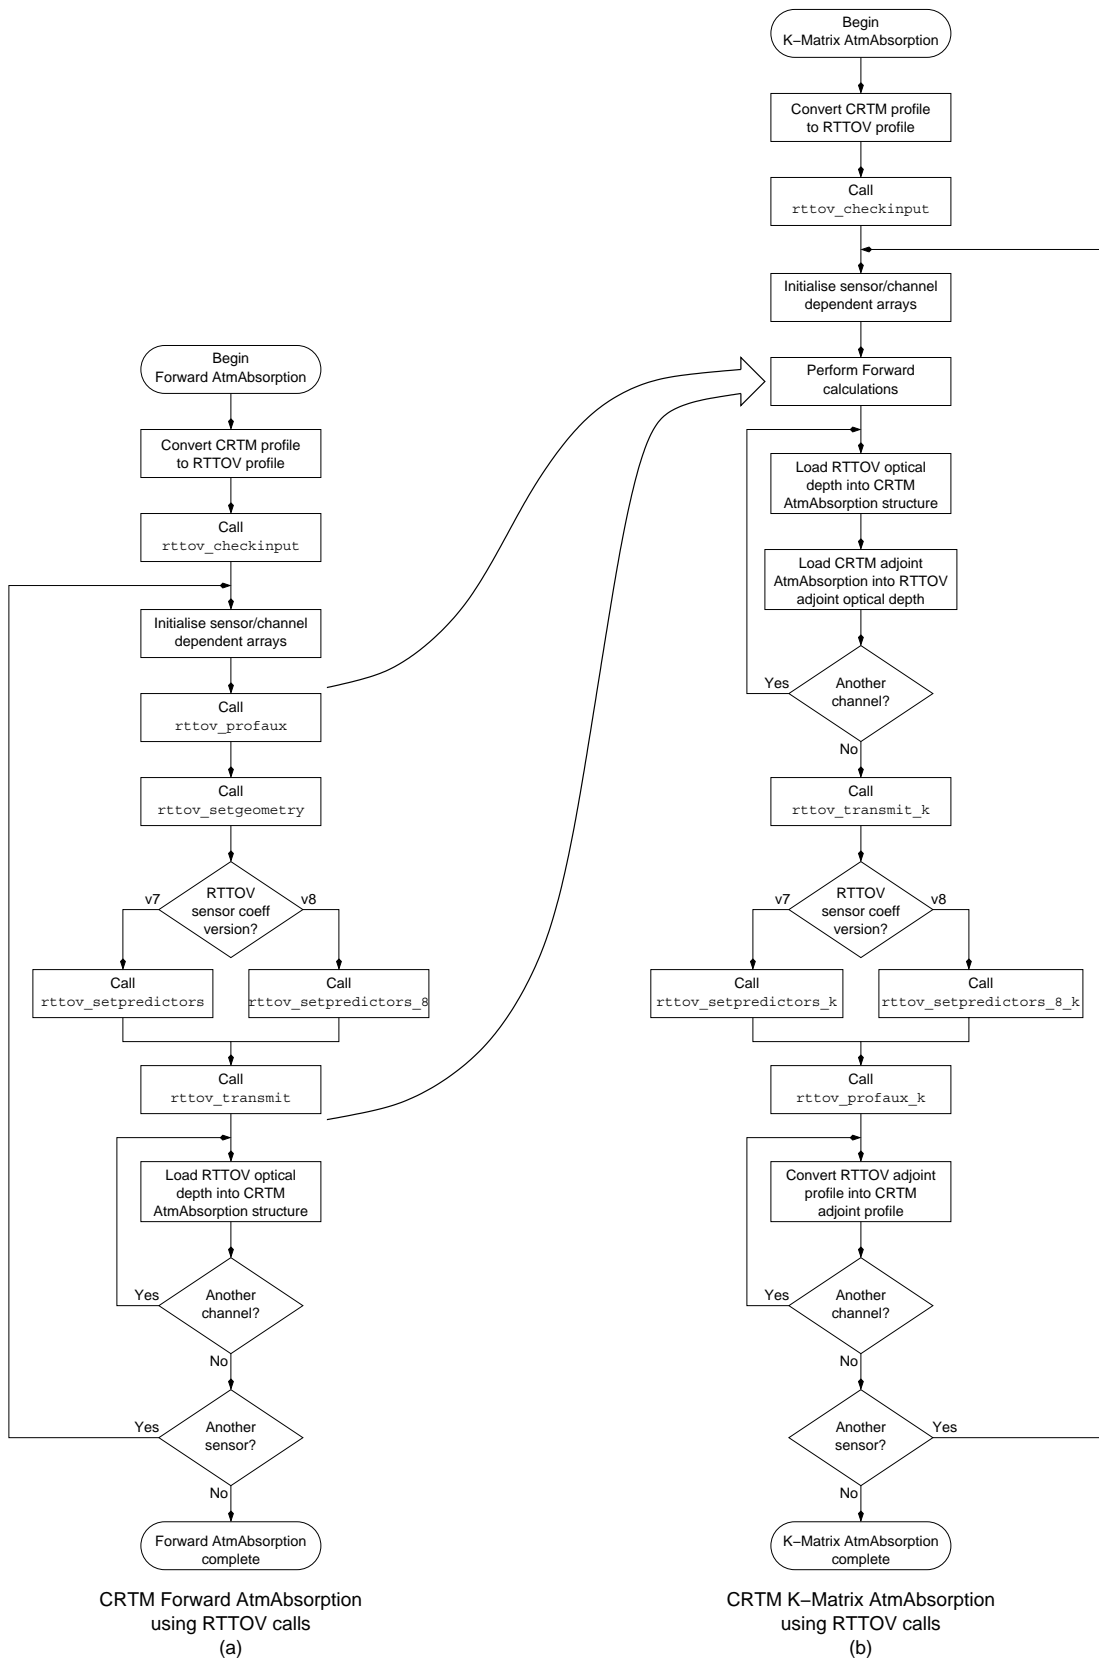 Begin
Forward AtmAbsorption
Convert CRTM profile
to RTTOV profile
Call
rttov_checkinput
Initialise sensor/channel
dependent arrays
Call
rttov_profaux
Call
rttov_setgeometry
RTTOV
sensor coeff
version?
v7
v8
Call
rttov_setpredictors
Call
rttov_setpredictors_8
Call
rttov_transmit
Load RTTOV optical
depth into CRTM
AtmAbsorption structure
Another
channel?
Yes
No
Another
sensor?
Yes
No
Forward AtmAbsorption
complete
CRTM Forward AtmAbsorption
using RTTOV calls
(a)
Begin
K−Matrix AtmAbsorption
Convert CRTM profile
to RTTOV profile
Call
rttov_checkinput
Initialise sensor/channel
dependent arrays
Perform Forward
calculations
Load RTTOV optical
depth into CRTM
AtmAbsorption structure
Load CRTM adjoint
AtmAbsorption into RTTOV
adjoint optical depth
Another
channel?
Yes
No
Call
rttov_transmit_k
RTTOV
sensor coeff
version?
v7
v8
Call
rttov_setpredictors_k
Call
rttov_setpredictors_8_k
Call
rttov_profaux_k
Convert RTTOV adjoint
profile into CRTM
adjoint profile
Another
channel?
Yes
No
Another
sensor?
Yes
No
K−Matrix AtmAbsorption
complete
CRTM K−Matrix AtmAbsorption
using RTTOV calls
(b)